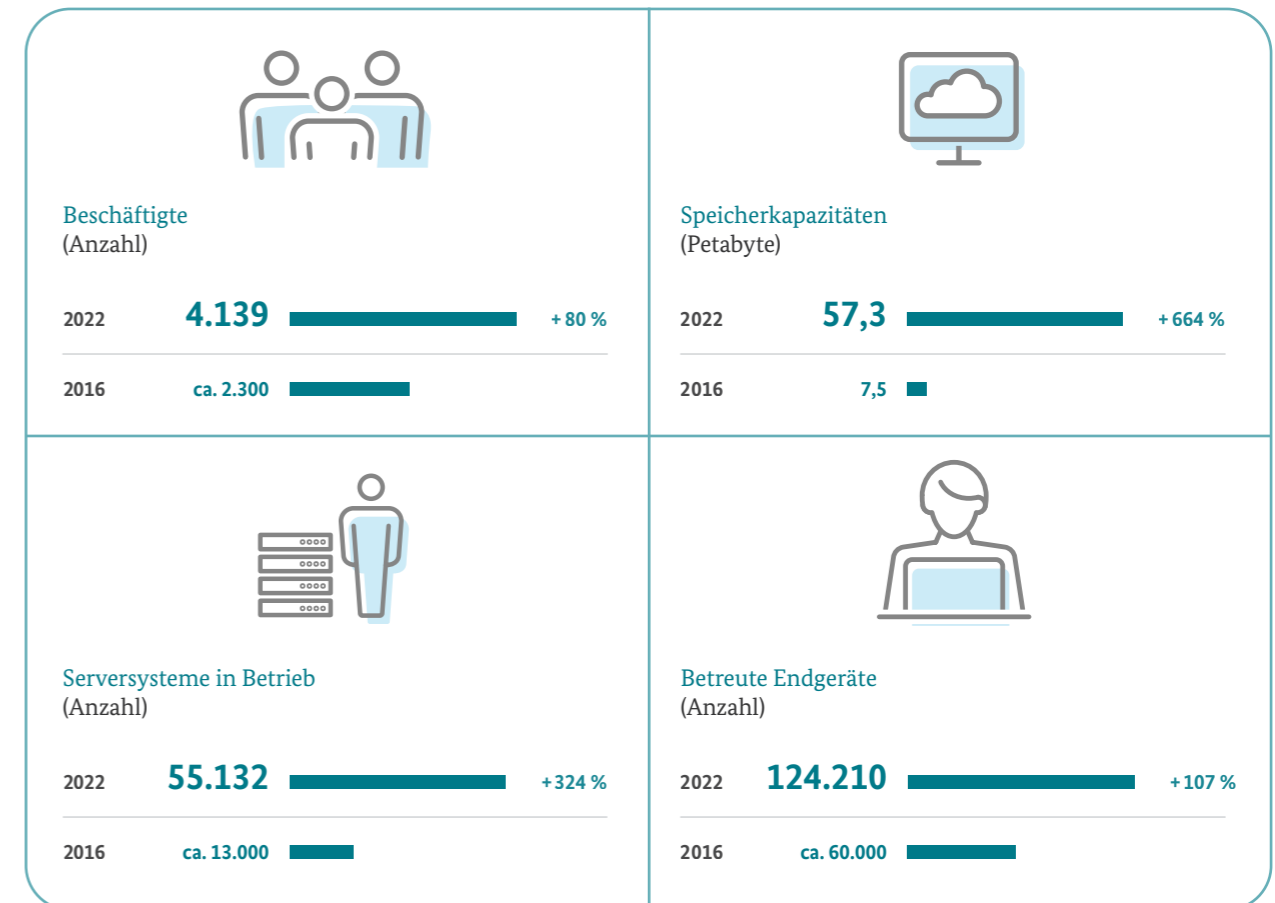 Beschäftigte
(Anzahl)
2022 4.139 + 80 %
2016 ca. 2.300
Speicherkapazitäten
(Petabyte)
2022 57,3 + 664 %
2016 7,5
Serversysteme in Betrieb
(Anzahl)
2022 55.132 + 324 %
2016 ca. 13.000
Betreute Endgeräte
(Anzahl)
2022 124.210 + 107 %
2016 ca. 60.000